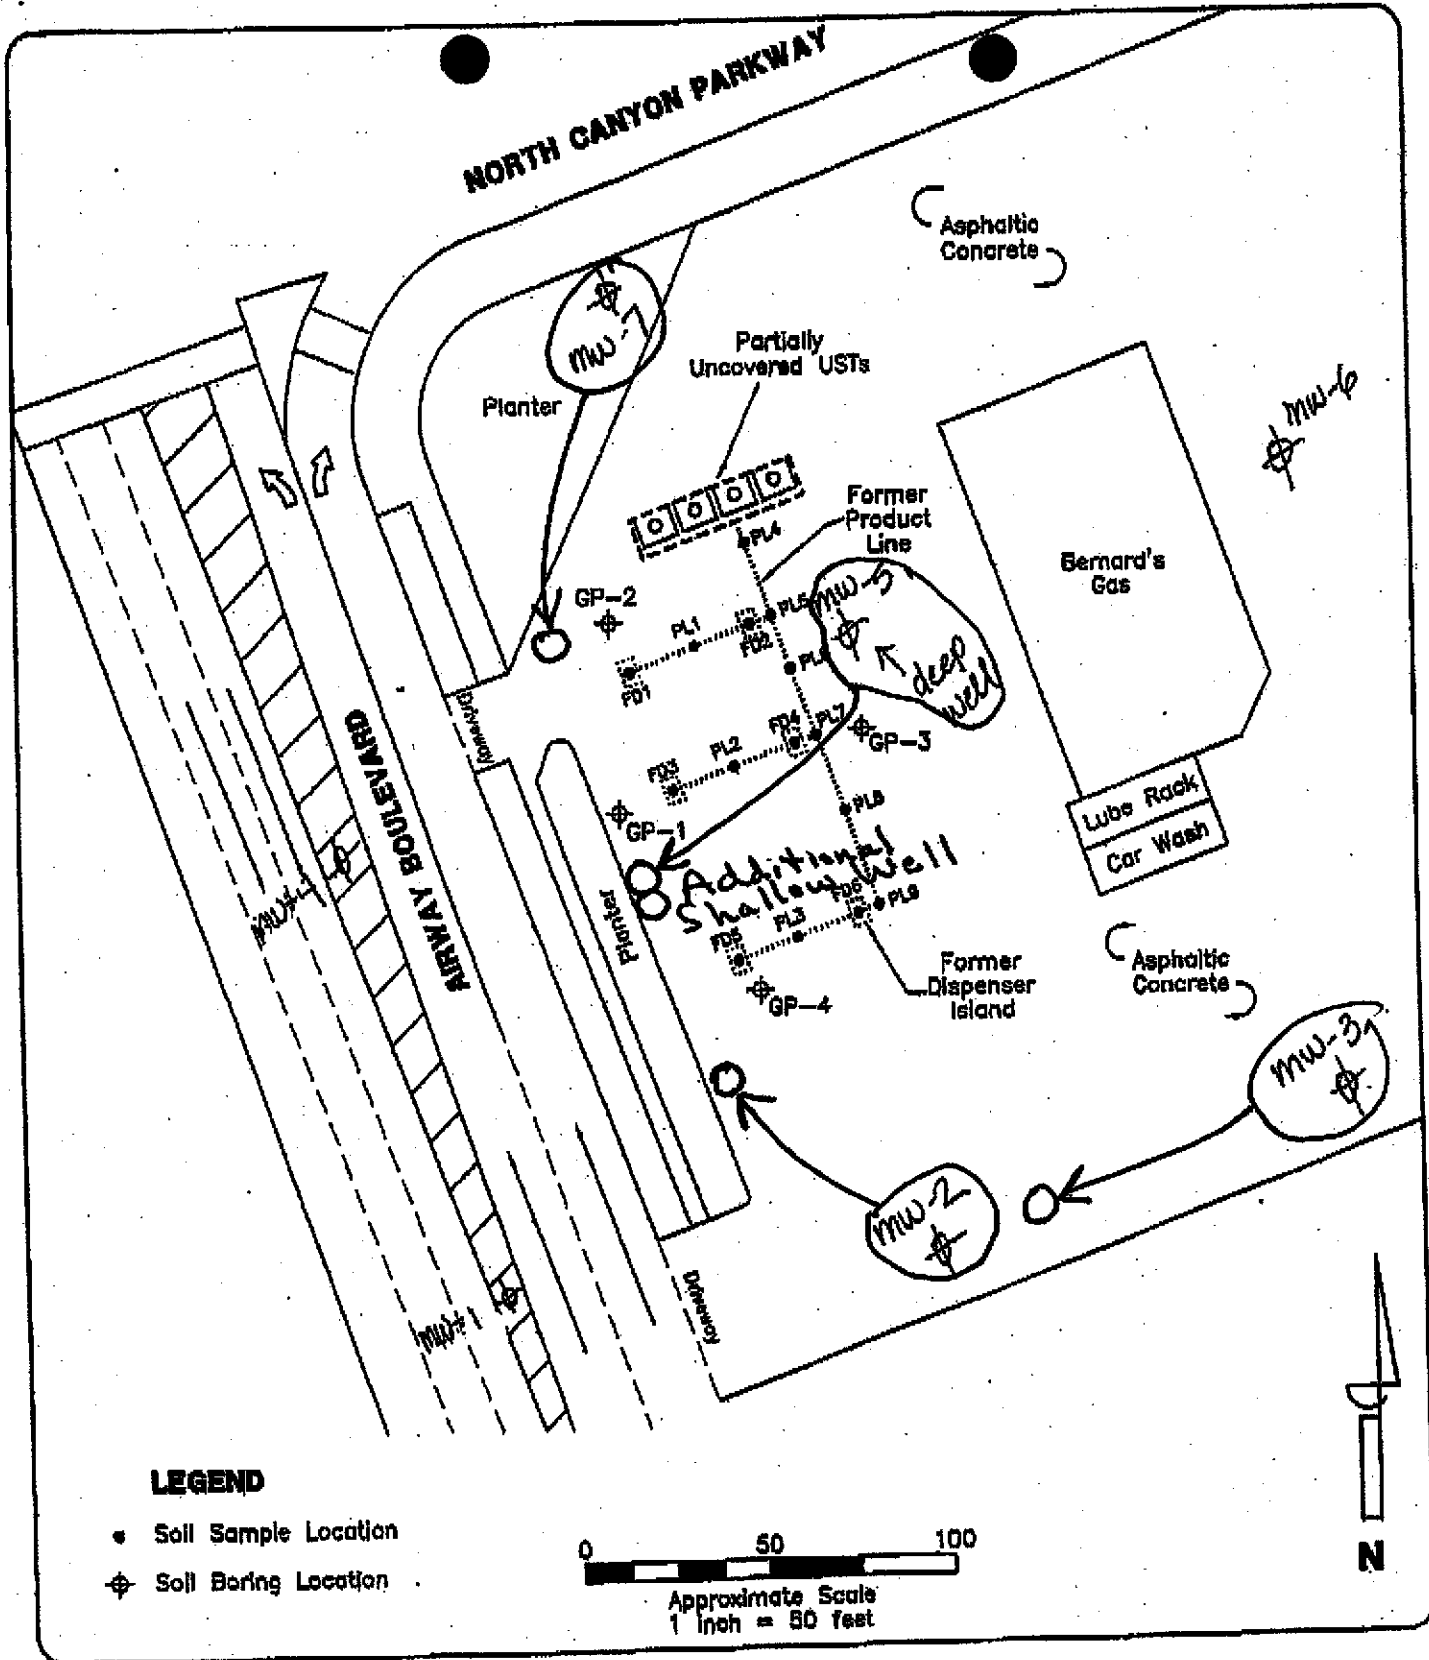 NORTH CANYON PARKWAY
Asphaltic
Concrete
MW-7
Partially
Uncovered USTs
Planter
MW-6
Former
Product
Line
PL4
Bernard's
Gas
MW-5
deep
well
GP-2
PL1
PL5
FD2
FD1
Driveway
PL7
FD4
GP-3
PL2
FD3
AIRWAY BOULEVARD
PL8
GP-1
Lube Rack
Car Wash
Additional
Shallow Well
FD6
PL9
PL3
FD5
Planter
Former
Dispenser
Island
GP-4
Asphaltic
Concrete
MW-3
MW-2
Driveway
LEGEND
Soil Sample Location
Soil Boring Location
0 50 100
Approximate Scale
1 inch = 50 feet
N